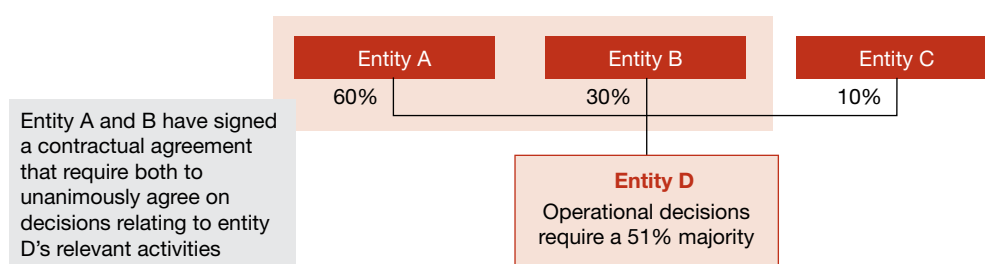 Entity A
Entity B
Entity C
60%
30%
10%
Entity A and B have signed
a contractual agreement
that require both to
unanimously agree on
decisions relating to entity
D's relevant activities
Entity D
Operational decisions
require a 51% majority